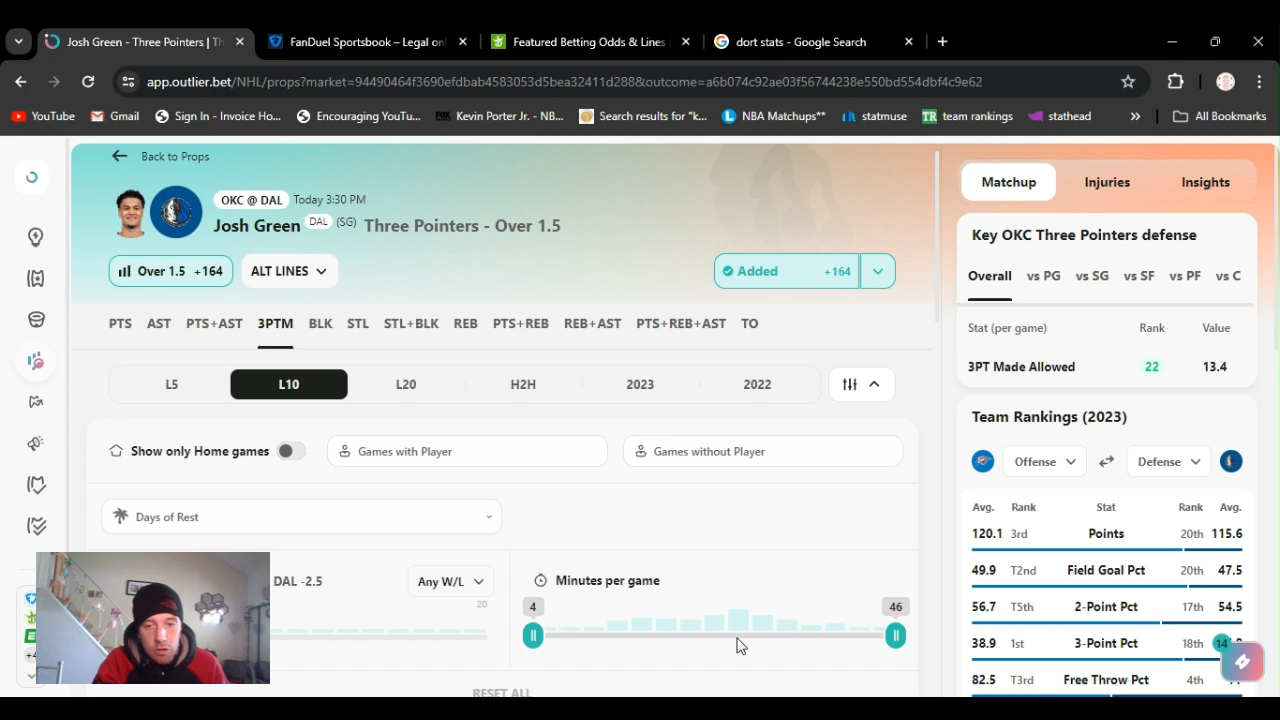 Josh Green - Three Pointers | Th
FanDuel Sportsbook – Legal onl
Featured Betting Odds & Lines
dort stats - Google Search
app.outlier.bet/NHL/props?market=94490464f3690efdbab4583053d5bea32411d288&outcome=a6b074c92ae03f56744238e550bd554dbf4c9e62
YouTube
Gmail
Sign In - Invoice Ho...
Encouraging YouTu...
Kevin Porter Jr. - NB...
Search results for "k...
NBA Matchups**
statmuse
team rankings
stathead
All Bookmarks
Back to Props
OKC @ DAL Today 3:30 PM
Josh Green DAL (SG) Three Pointers - Over 1.5
Over 1.5 +164
ALT LINES
Added +164
PTS AST PTS+AST 3PTM BLK STL STL+BLK REB PTS+REB REB+AST PTS+REB+AST TO
L5 L10 L20 H2H 2023 2022
Show only Home games
Games with Player
Games without Player
Days of Rest
DAL -2.5
Any W/L
20
Minutes per game
4 46
RESET ALL
Matchup Injuries Insights
Key OKC Three Pointers defense
Overall vs PG vs SG vs SF vs PF vs C
Stat (per game) Rank Value
3PT Made Allowed 22 13.4
Team Rankings (2023)
Offense Defense
Avg. Rank Stat Rank Avg.
120.1 3rd Points 20th 115.6
49.9 T2nd Field Goal Pct 20th 47.5
56.7 T5th 2-Point Pct 17th 54.5
38.9 1st 3-Point Pct 18th
82.5 T3rd Free Throw Pct 4th